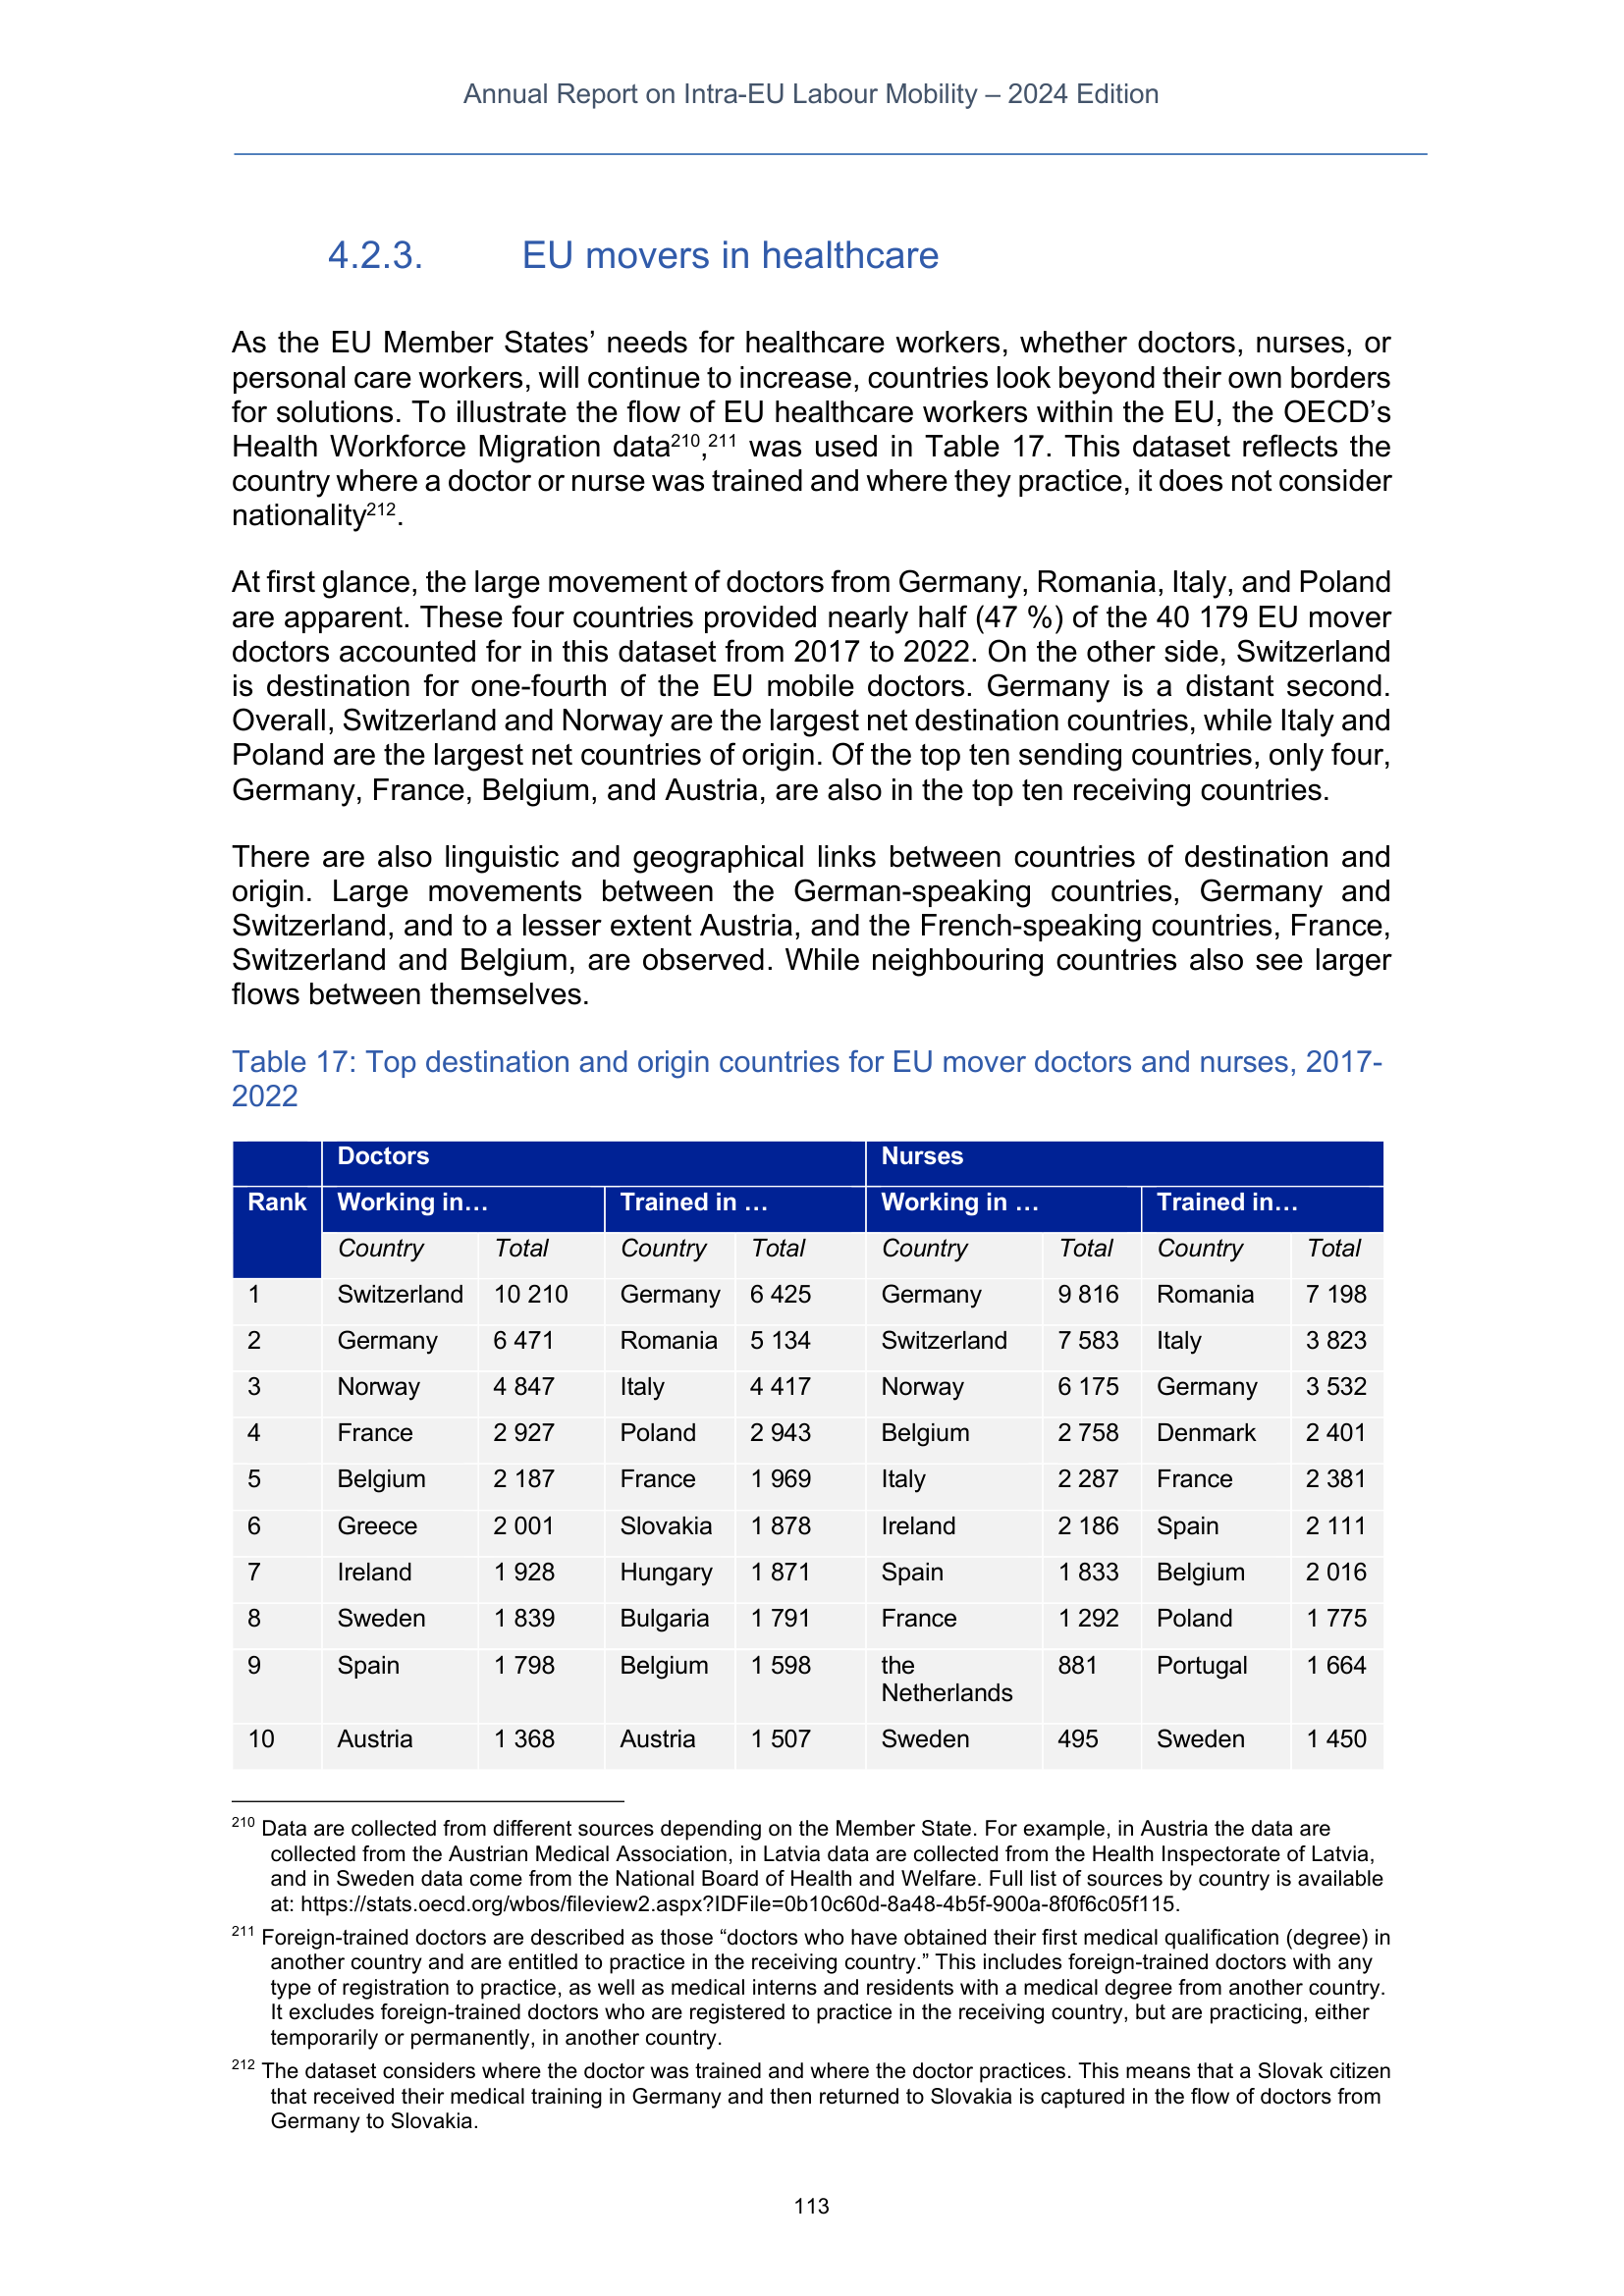 Annual Report on Intra-EU Labour Mobility – 2024 Edition
4.2.3. EU movers in healthcare
As the EU Member States’ needs for healthcare workers, whether doctors, nurses, or
personal care workers, will continue to increase, countries look beyond their own borders
for solutions. To illustrate the flow of EU healthcare workers within the EU, the OECD’s
Health Workforce Migration data210,211 was used in Table 17. This dataset reflects the
country where a doctor or nurse was trained and where they practice, it does not consider
nationality212.
At first glance, the large movement of doctors from Germany, Romania, Italy, and Poland
are apparent. These four countries provided nearly half (47 %) of the 40 179 EU mover
doctors accounted for in this dataset from 2017 to 2022. On the other side, Switzerland
is destination for one-fourth of the EU mobile doctors. Germany is a distant second.
Overall, Switzerland and Norway are the largest net destination countries, while Italy and
Poland are the largest net countries of origin. Of the top ten sending countries, only four,
Germany, France, Belgium, and Austria, are also in the top ten receiving countries.
There are also linguistic and geographical links between countries of destination and
origin. Large movements between the German-speaking countries, Germany and
Switzerland, and to a lesser extent Austria, and the French-speaking countries, France,
Switzerland and Belgium, are observed. While neighbouring countries also see larger
flows between themselves.
Table 17: Top destination and origin countries for EU mover doctors and nurses, 2017-
2022
Doctors Nurses
Rank Working in… Trained in … Working in … Trained in…
Country Total Country Total Country Total Country Total
1 Switzerland 10 210 Germany 6 425 Germany 9 816 Romania 7 198
2 Germany 6 471 Romania 5 134 Switzerland 7 583 Italy 3 823
3 Norway 4 847 Italy 4 417 Norway 6 175 Germany 3 532
4 France 2 927 Poland 2 943 Belgium 2 758 Denmark 2 401
5 Belgium 2 187 France 1 969 Italy 2 287 France 2 381
6 Greece 2 001 Slovakia 1 878 Ireland 2 186 Spain 2 111
7 Ireland 1 928 Hungary 1 871 Spain 1 833 Belgium 2 016
8 Sweden 1 839 Bulgaria 1 791 France 1 292 Poland 1 775
9 Spain 1 798 Belgium 1 598 the 881 Portugal 1 664
Netherlands
10 Austria 1 368 Austria 1 507 Sweden 495 Sweden 1 450
210 Data are collected from different sources depending on the Member State. For example, in Austria the data are
collected from the Austrian Medical Association, in Latvia data are collected from the Health Inspectorate of Latvia,
and in Sweden data come from the National Board of Health and Welfare. Full list of sources by country is available
at: https://stats.oecd.org/wbos/fileview2.aspx?IDFile=0b10c60d-8a48-4b5f-900a-8f0f6c05f115.
211 Foreign-trained doctors are described as those “doctors who have obtained their first medical qualification (degree) in
another country and are entitled to practice in the receiving country.” This includes foreign-trained doctors with any
type of registration to practice, as well as medical interns and residents with a medical degree from another country.
It excludes foreign-trained doctors who are registered to practice in the receiving country, but are practicing, either
temporarily or permanently, in another country.
212 The dataset considers where the doctor was trained and where the doctor practices. This means that a Slovak citizen
that received their medical training in Germany and then returned to Slovakia is captured in the flow of doctors from
Germany to Slovakia.
113